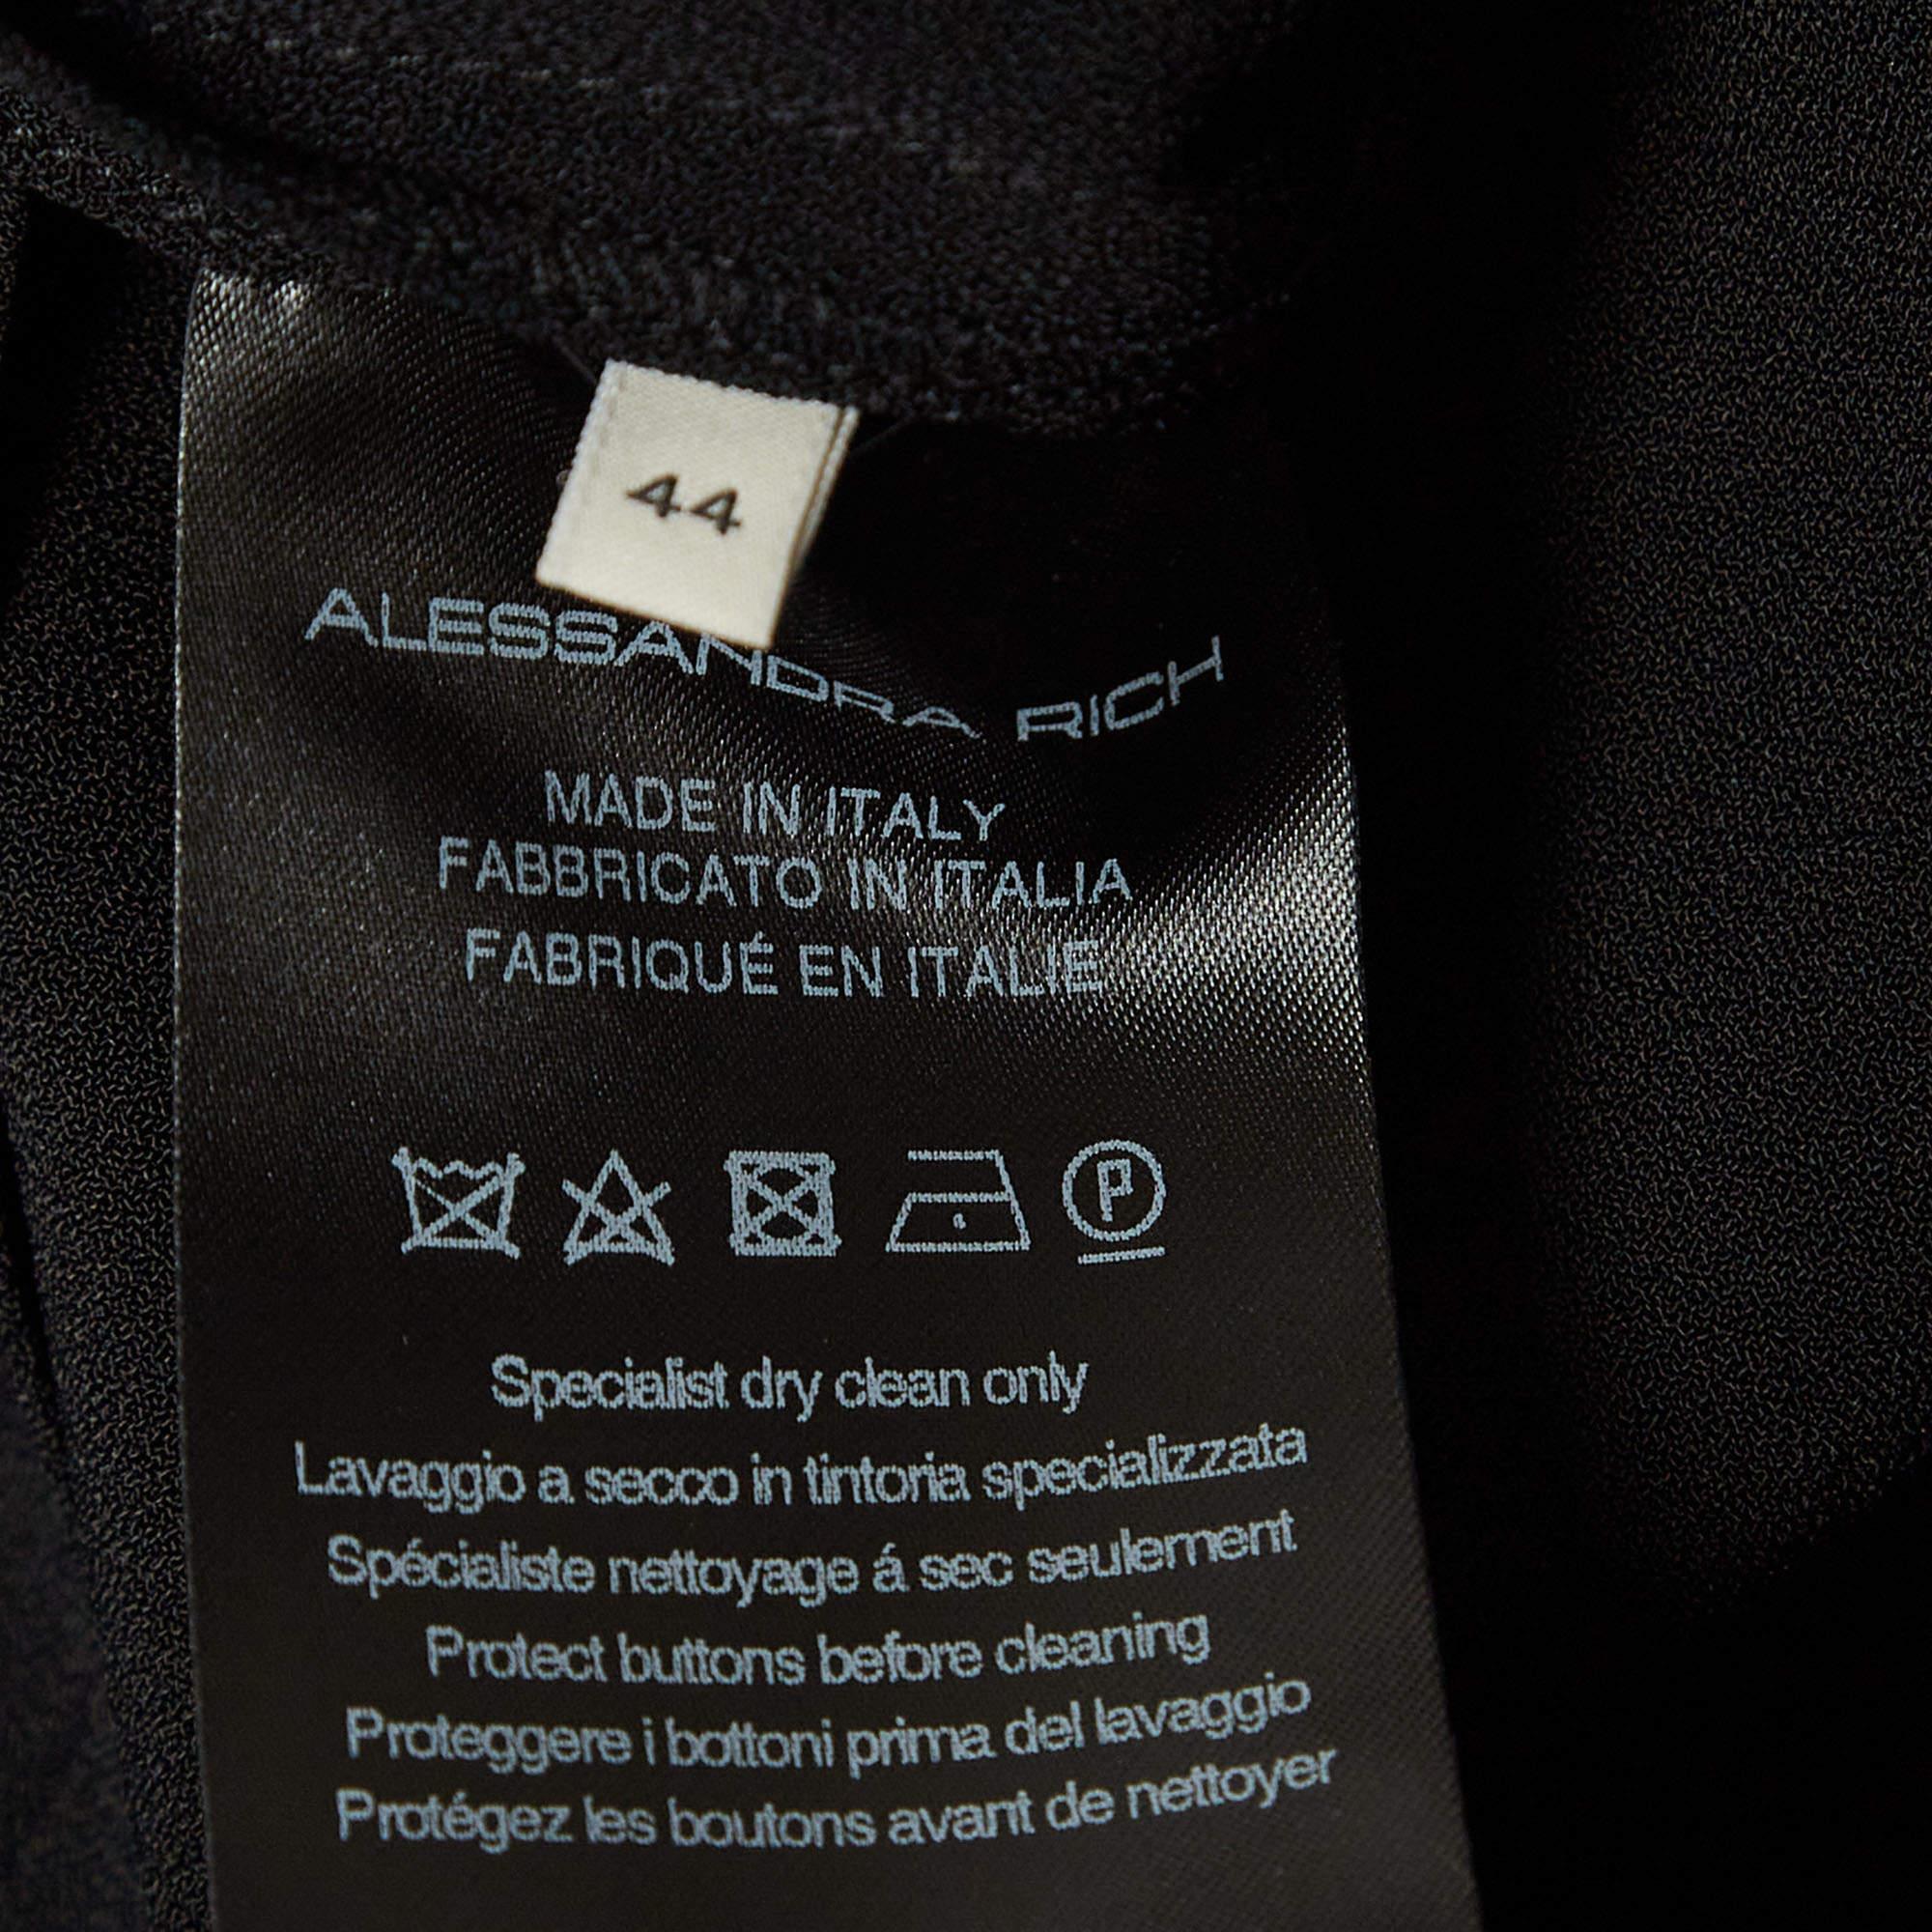 44
ALESSANDRA RICH
MADE IN ITALY
FABBRICATO IN ITALIA
FABRIQUÉ EN ITALIE
P
Specialist dry clean only
Lavaggio a secco in tintoria specializzata
Spécialiste nettoyage á sec seulement
Protect buttons before cleaning
Proteggere i bottoni prima del lavaggio
Protégez les boutons avant de nettoyer